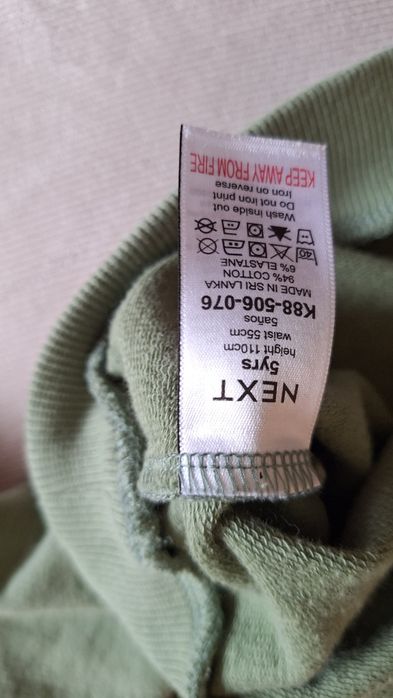 NEXT
5yrs
height 110cm
waist 55cm
5años
K88-506-076
MADE IN SRI LANKA
94% COTTON
6% ELASTANE
40
Wash inside out
Do not iron print
Iron on reverse
KEEP AWAY FROM FIRE